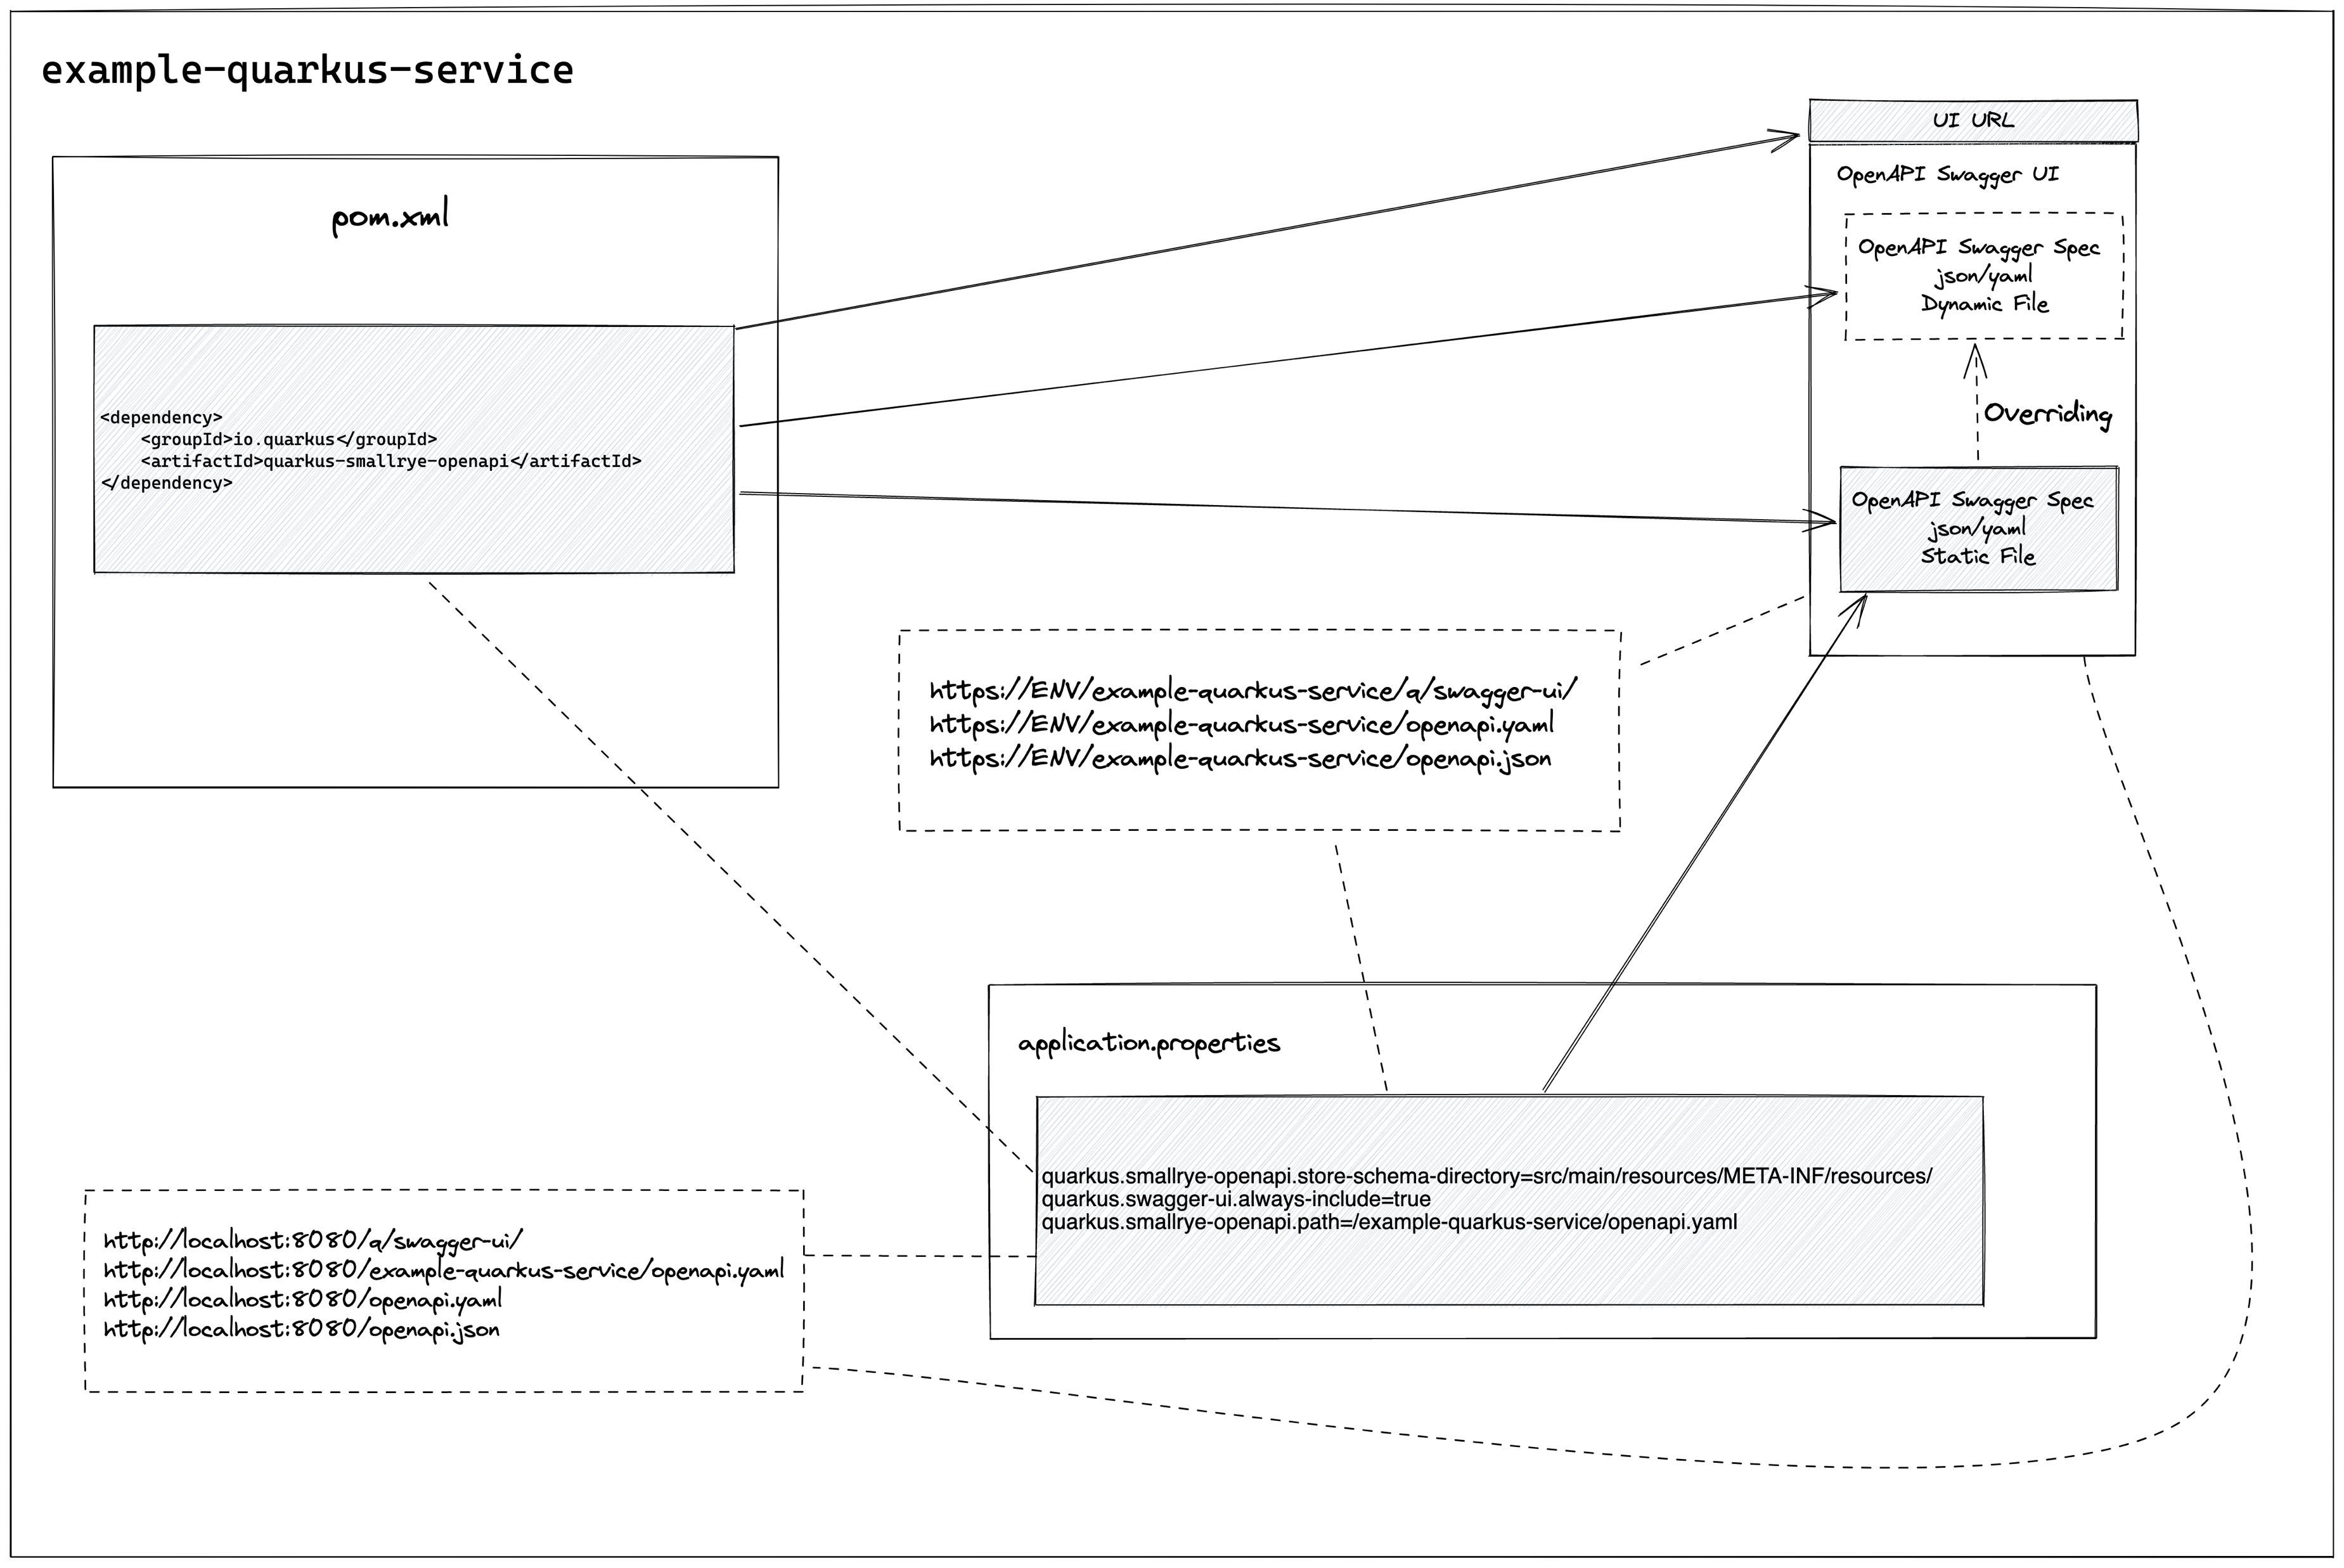 example-quarkus-service
pom.xml
<dependency>
    <groupId>io.quarkus</groupId>
    <artifactId>quarkus-smallrye-openapi</artifactId>
</dependency>
UI URL
OpenAPI Swagger UI
OpenAPI Swagger Spec
json/yaml
Dynamic File
Overriding
OpenAPI Swagger Spec
json/yaml
Static File
https://ENV/example-quarkus-service/q/swagger-ui/
https://ENV/example-quarkus-service/openapi.yaml
https://ENV/example-quarkus-service/openapi.json
application.properties
quarkus.smallrye-openapi.store-schema-directory=src/main/resources/META-INF/resources/
quarkus.swagger-ui.always-include=true
quarkus.smallrye-openapi.path=/example-quarkus-service/openapi.yaml
http://localhost:8080/q/swagger-ui/
http://localhost:8080/example-quarkus-service/openapi.yaml
http://localhost:8080/openapi.yaml
http://localhost:8080/openapi.json